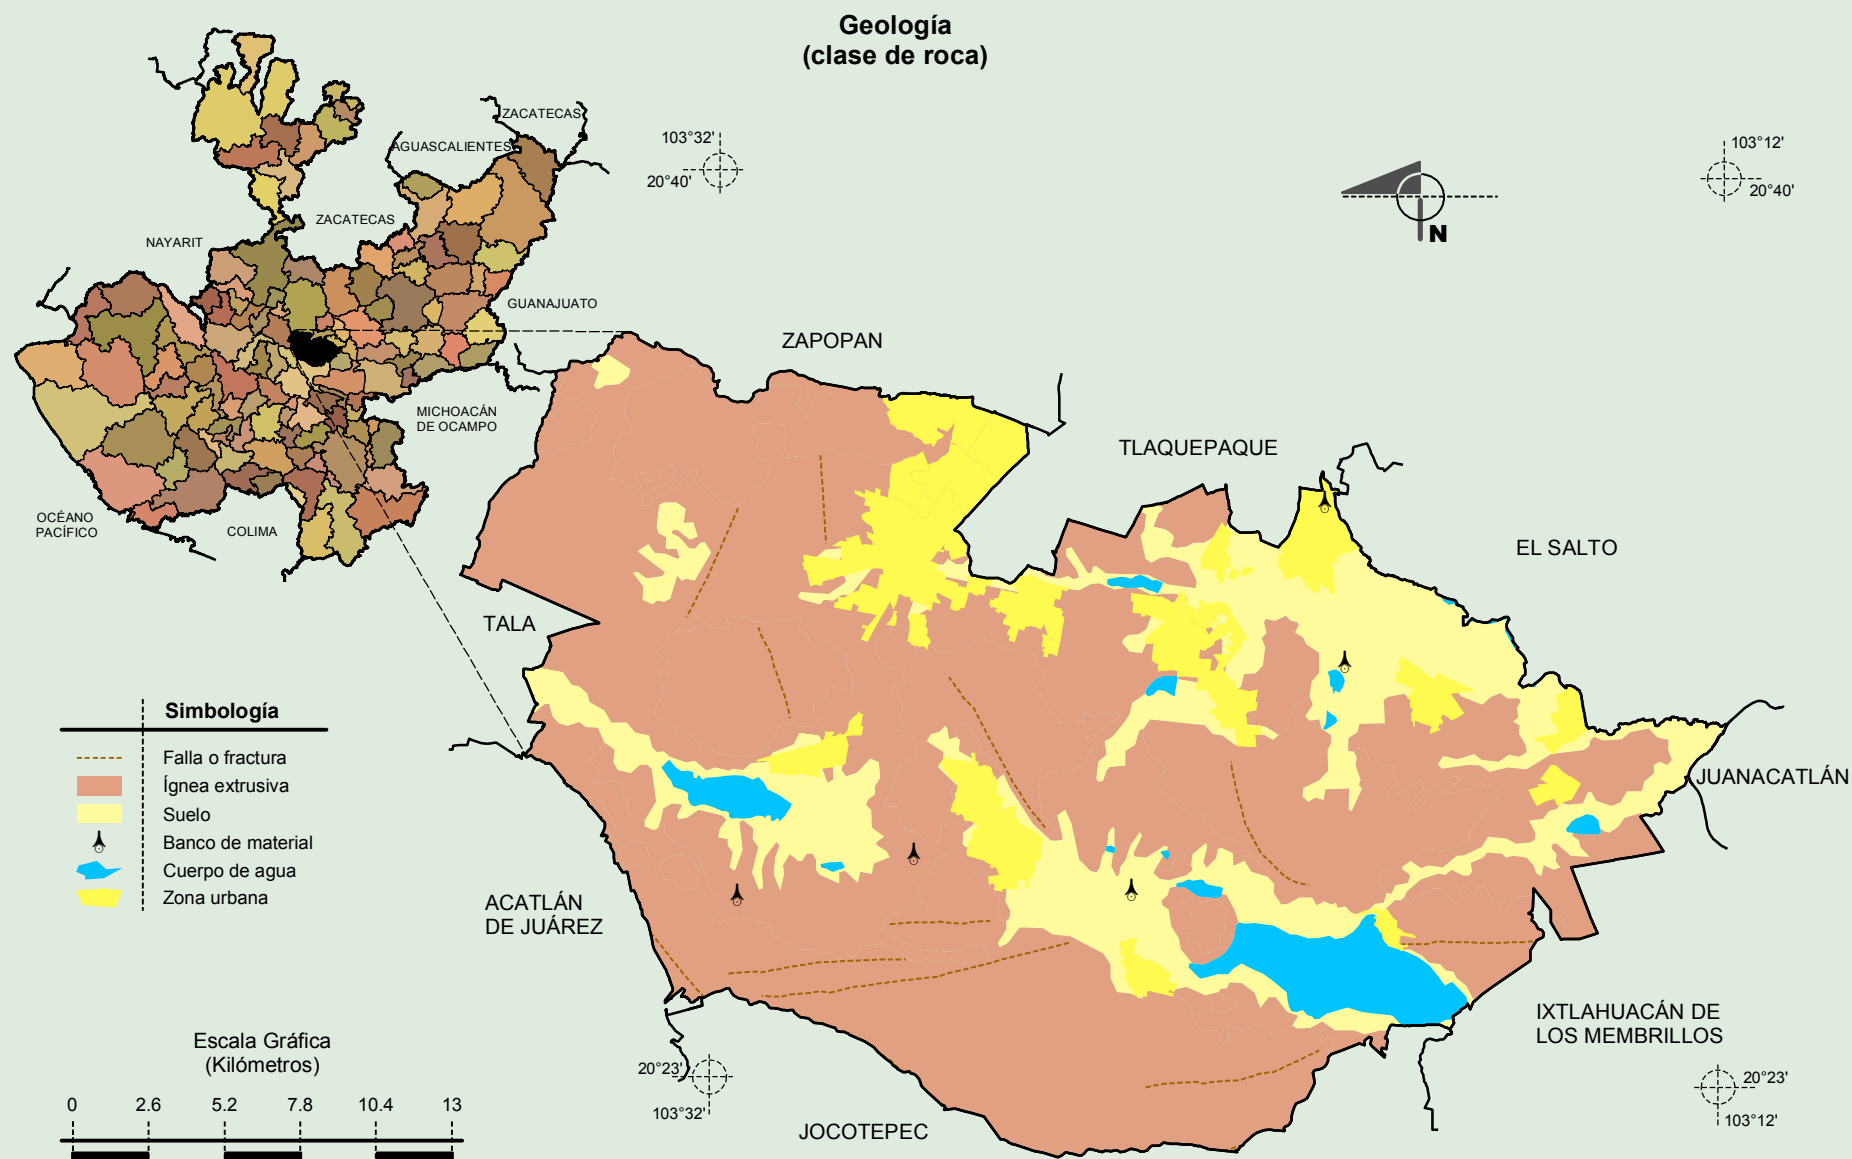 Geología
(clase de roca)
ZACATECAS
AGUASCALIENTES
ZACATECAS
NAYARIT
GUANAJUATO
MICHOACÁN
DE OCAMPO
OCÉANO
PACÍFICO
COLIMA
103°32'
20°40'
103°12'
20°40'
N
ZAPOPAN
TLAQUEPAQUE
EL SALTO
TALA
JUANACATLÁN
ACATLÁN
DE JUÁREZ
IXTLAHUACÁN DE
LOS MEMBRILLOS
JOCOTEPEC
20°23'
103°32'
20°23'
103°12'
Simbología
Falla o fractura
Ígnea extrusiva
Suelo
Banco de material
Cuerpo de agua
Zona urbana
Escala Gráfica
(Kilómetros)
0 2.6 5.2 7.8 10.4 13